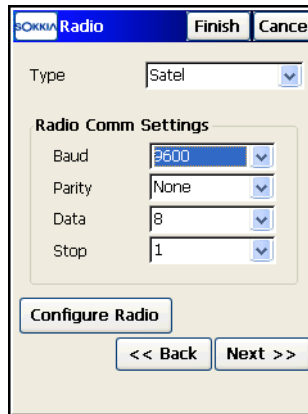 SOKKIA Radio Finish Cance
Type Satel
Radio Comm Settings
Baud 9600
Parity None
Data 8
Stop 1
Configure Radio
<< Back Next >>